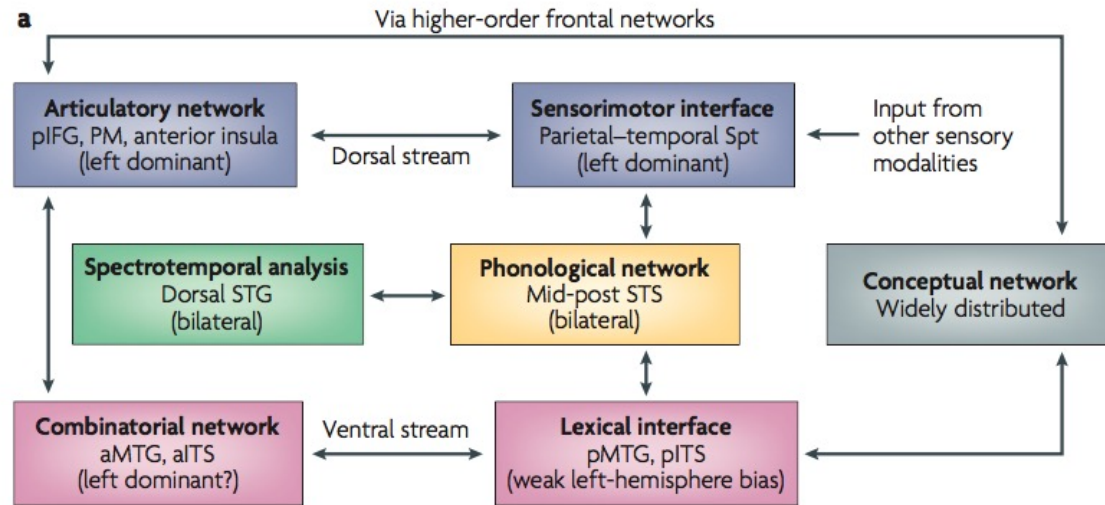 a
Via higher-order frontal networks
Articulatory network
pIFG, PM, anterior insula
(left dominant)
Dorsal stream
Sensorimotor interface
Parietal–temporal Spt
(left dominant)
Input from
other sensory
modalities
Spectrotemporal analysis
Dorsal STG
(bilateral)
Phonological network
Mid-post STS
(bilateral)
Conceptual network
Widely distributed
Combinatorial network
aMTG, aITS
(left dominant?)
Ventral stream
Lexical interface
pMTG, pITS
(weak left-hemisphere bias)